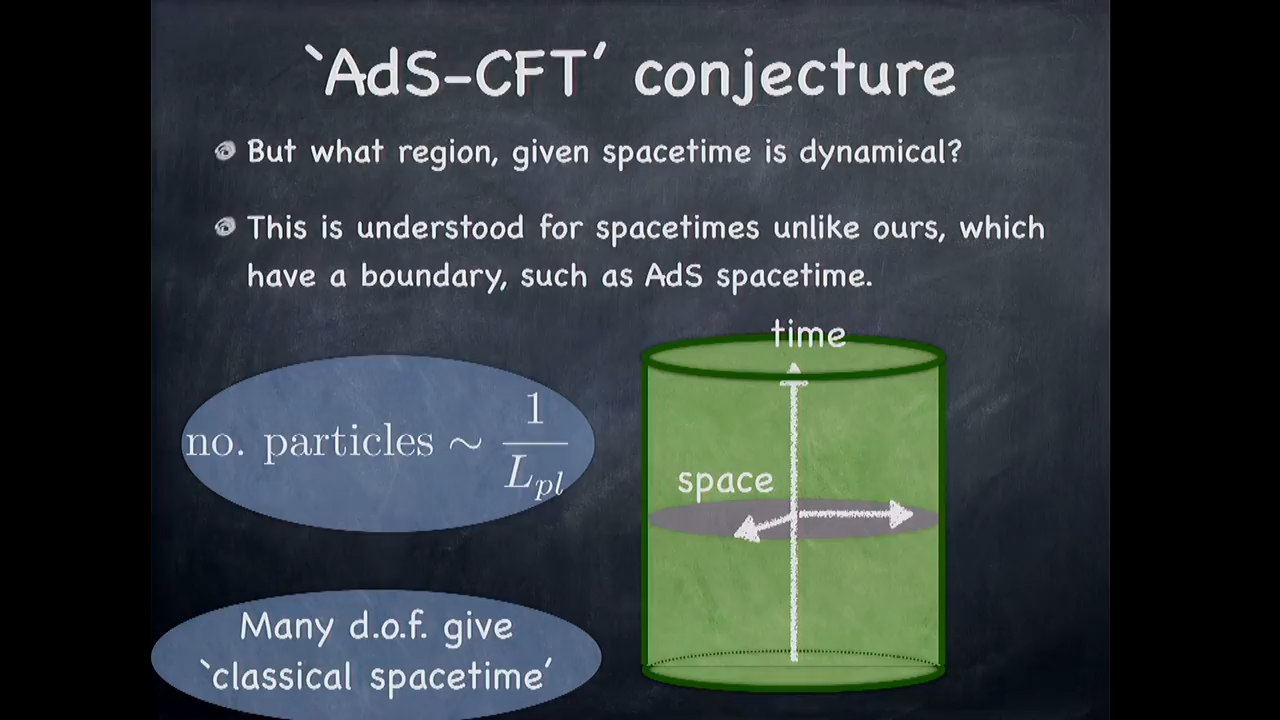 ‵AdS-CFT′ conjecture
But what region, given spacetime is dynamical?
This is understood for spacetimes unlike ours, which
have a boundary, such as AdS spacetime.
time
no. particles ~ 1/L_pl
space
Many d.o.f. give
‵classical spacetime′